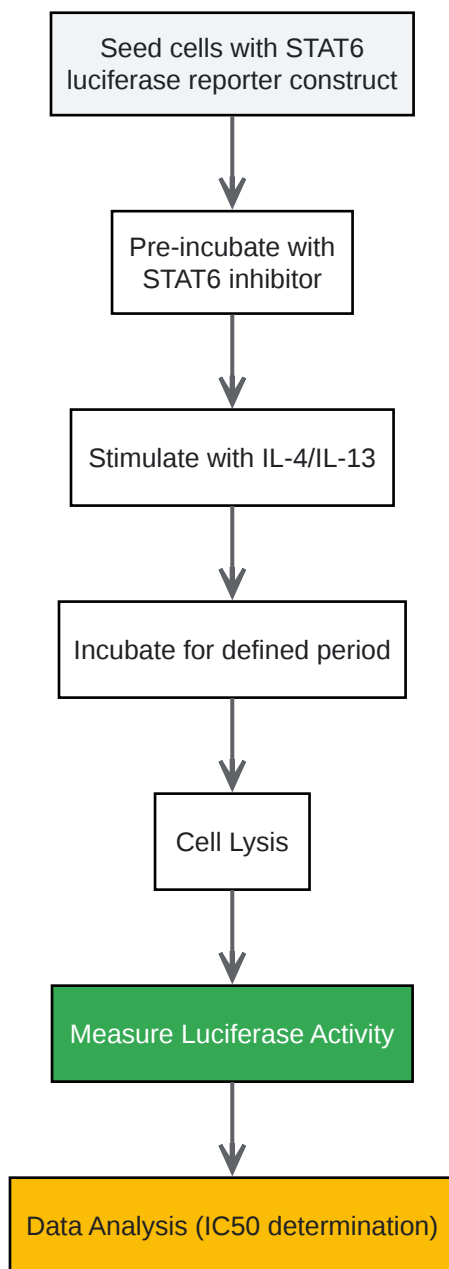 Seed cells with STAT6
luciferase reporter construct
Pre-incubate with
STAT6 inhibitor
Stimulate with IL-4/IL-13
Incubate for defined period
Cell Lysis
Measure Luciferase Activity
Data Analysis (IC50 determination)